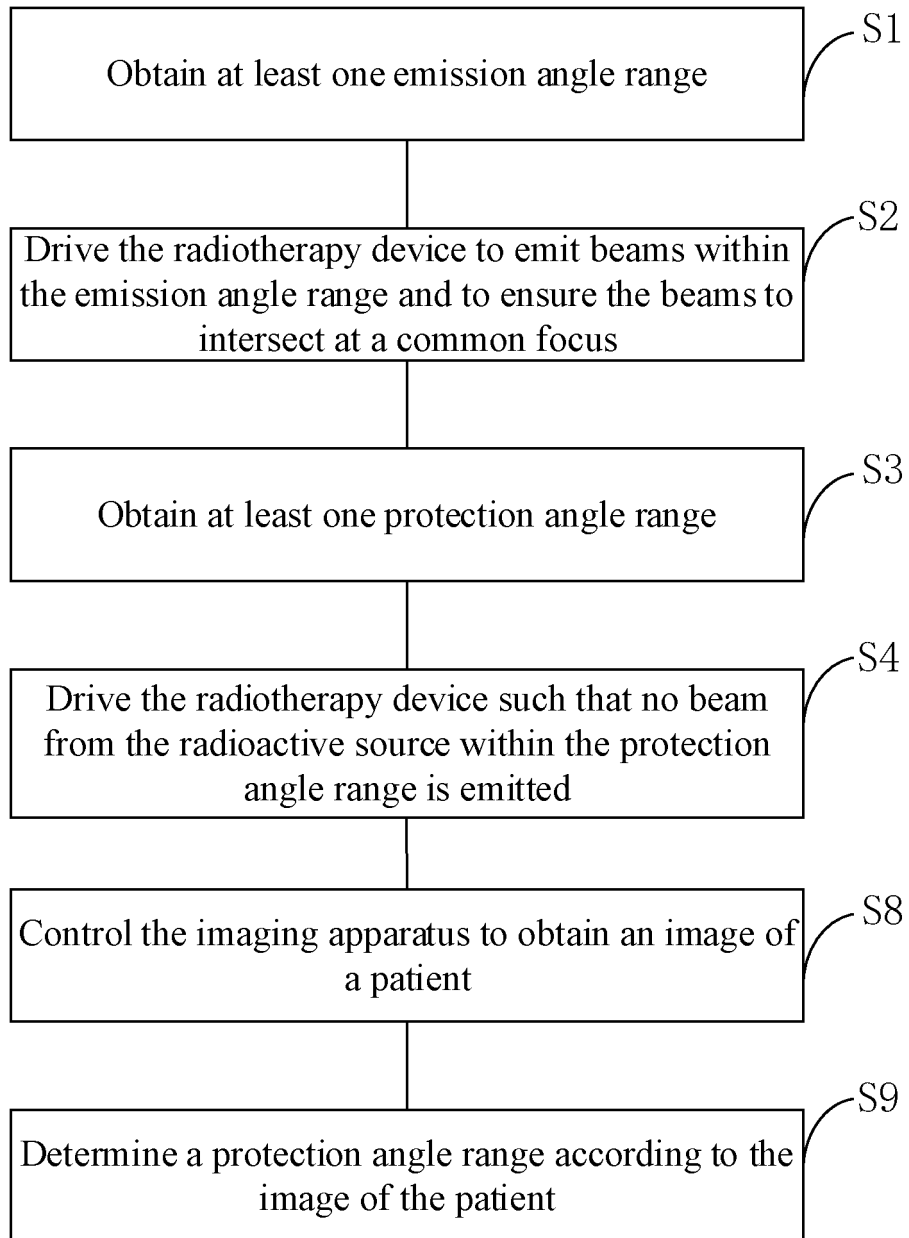 S1
Obtain at least one emission angle range
S2
Drive the radiotherapy device to emit beams within
the emission angle range and to ensure the beams to
intersect at a common focus
S3
Obtain at least one protection angle range
S4
Drive the radiotherapy device such that no beam
from the radioactive source within the protection
angle range is emitted
S8
Control the imaging apparatus to obtain an image of
a patient
S9
Determine a protection angle range according to the
image of the patient